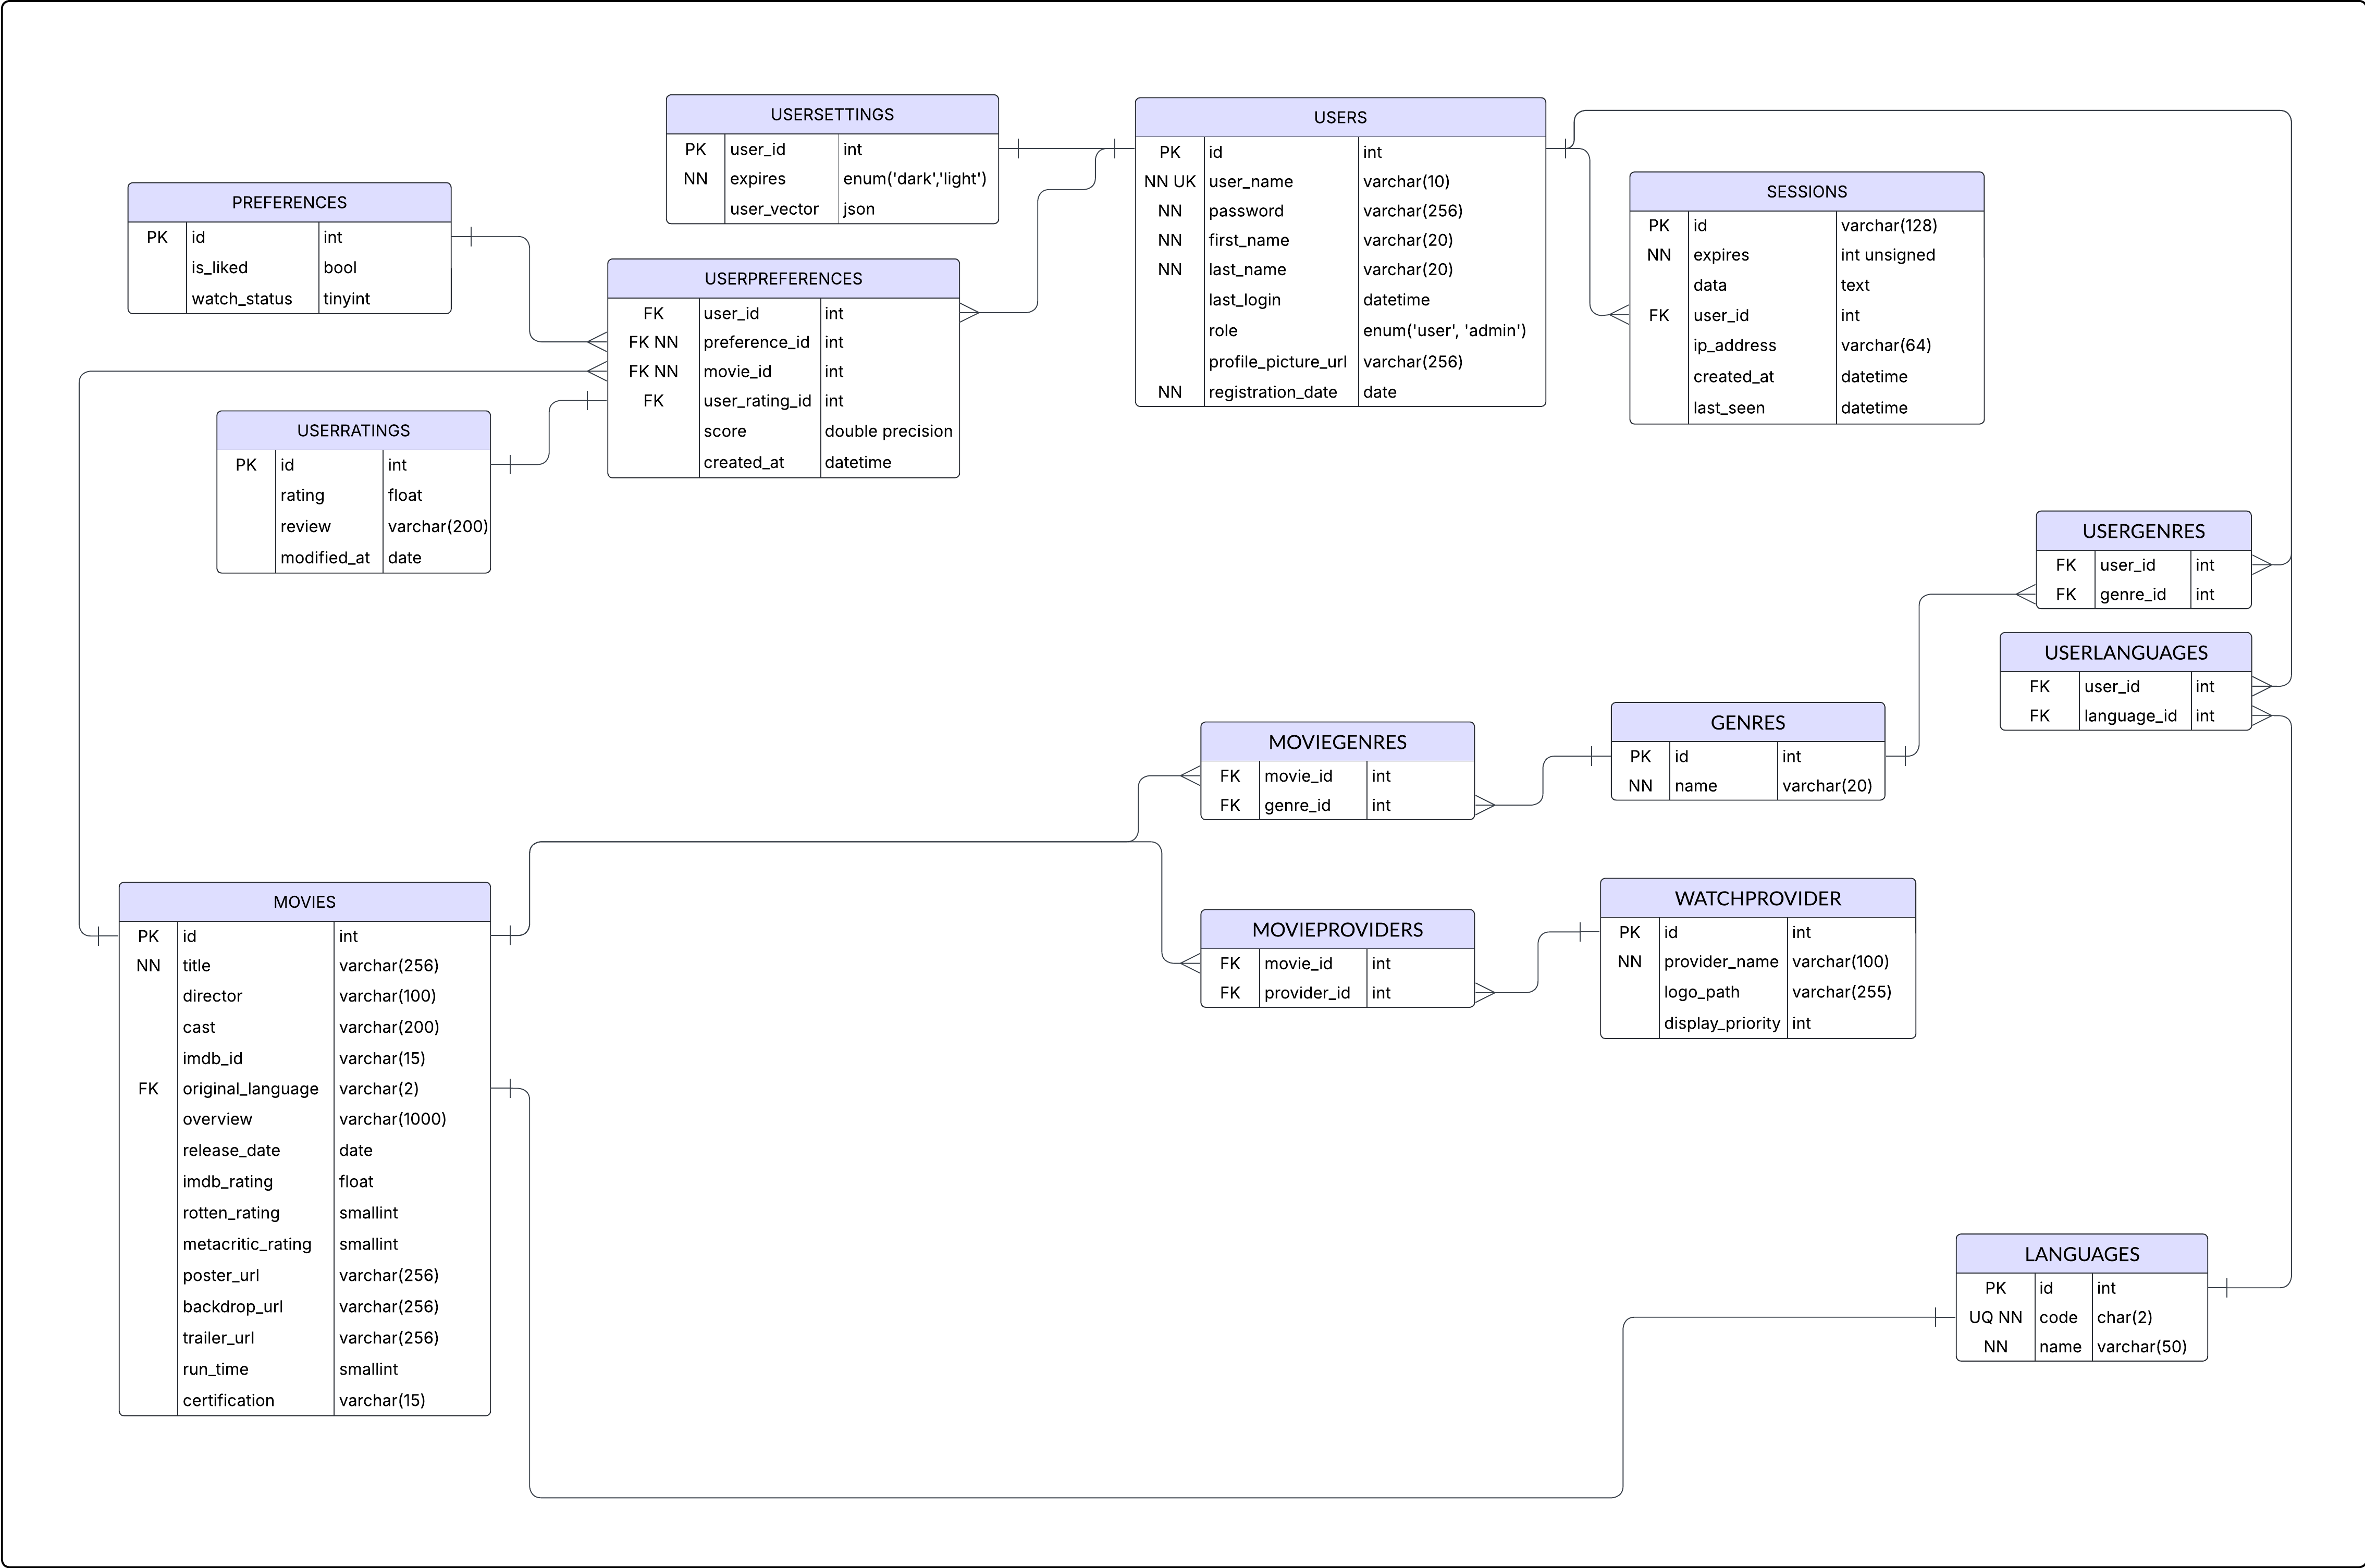 USERSETTINGS
PK user_id int
NN expires enum('dark','light')
user_vector json
USERS
PK id int
NN UK user_name varchar(10)
NN password varchar(256)
NN first_name varchar(20)
NN last_name varchar(20)
last_login datetime
role enum('user', 'admin')
profile_picture_url varchar(256)
NN registration_date date
SESSIONS
PK id varchar(128)
NN expires int unsigned
data text
FK user_id int
ip_address varchar(64)
created_at datetime
last_seen datetime
PREFERENCES
PK id int
is_liked bool
watch_status tinyint
USERPREFERENCES
FK user_id int
FK NN preference_id int
FK NN movie_id int
FK user_rating_id int
score double precision
created_at datetime
USERRATINGS
PK id int
rating float
review varchar(200)
modified_at date
USERGENRES
FK user_id int
FK genre_id int
USERLANGUAGES
FK user_id int
FK language_id int
MOVIEGENRES
FK movie_id int
FK genre_id int
GENRES
PK id int
NN name varchar(20)
MOVIES
PK id int
NN title varchar(256)
director varchar(100)
cast varchar(200)
imdb_id varchar(15)
FK original_language varchar(2)
overview varchar(1000)
release_date date
imdb_rating float
rotten_rating smallint
metacritic_rating smallint
poster_url varchar(256)
backdrop_url varchar(256)
trailer_url varchar(256)
run_time smallint
certification varchar(15)
MOVIEPROVIDERS
FK movie_id int
FK provider_id int
WATCHPROVIDER
PK id int
NN provider_name varchar(100)
logo_path varchar(255)
display_priority int
LANGUAGES
PK id int
UQ NN code char(2)
NN name varchar(50)